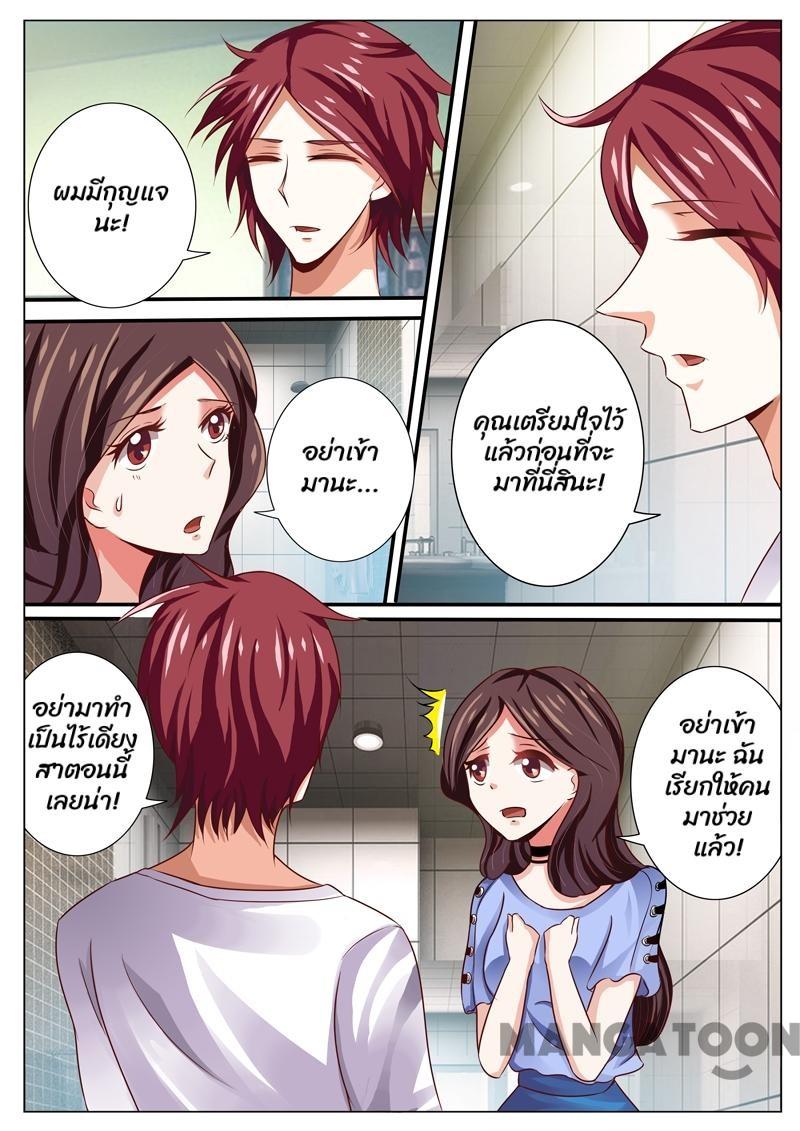 ผมมีกุญแจ
นะ!
คุณเตรียมใจไว้
แล้วก่อนที่จะ
มาที่นี่สินะ!
อย่าเข้า
มานะ...
อย่ามาทำ
เป็นไร้เดียง
สาตอนนี้
เลยน่า!
อย่าเข้า
มานะ ฉัน
เรียกให้คน
มาช่วย
แล้ว!
MANGATOON